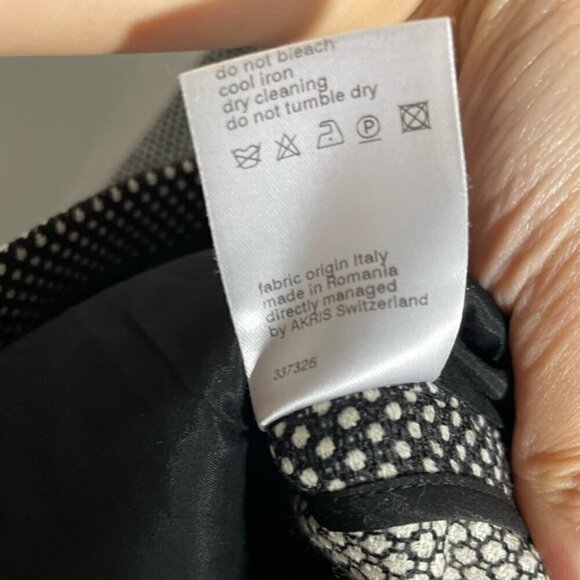 do not bleach
cool iron
dry cleaning
do not tumble dry
P
fabric origin Italy
made in Romania
directly managed
by AKRIS Switzerland
337326